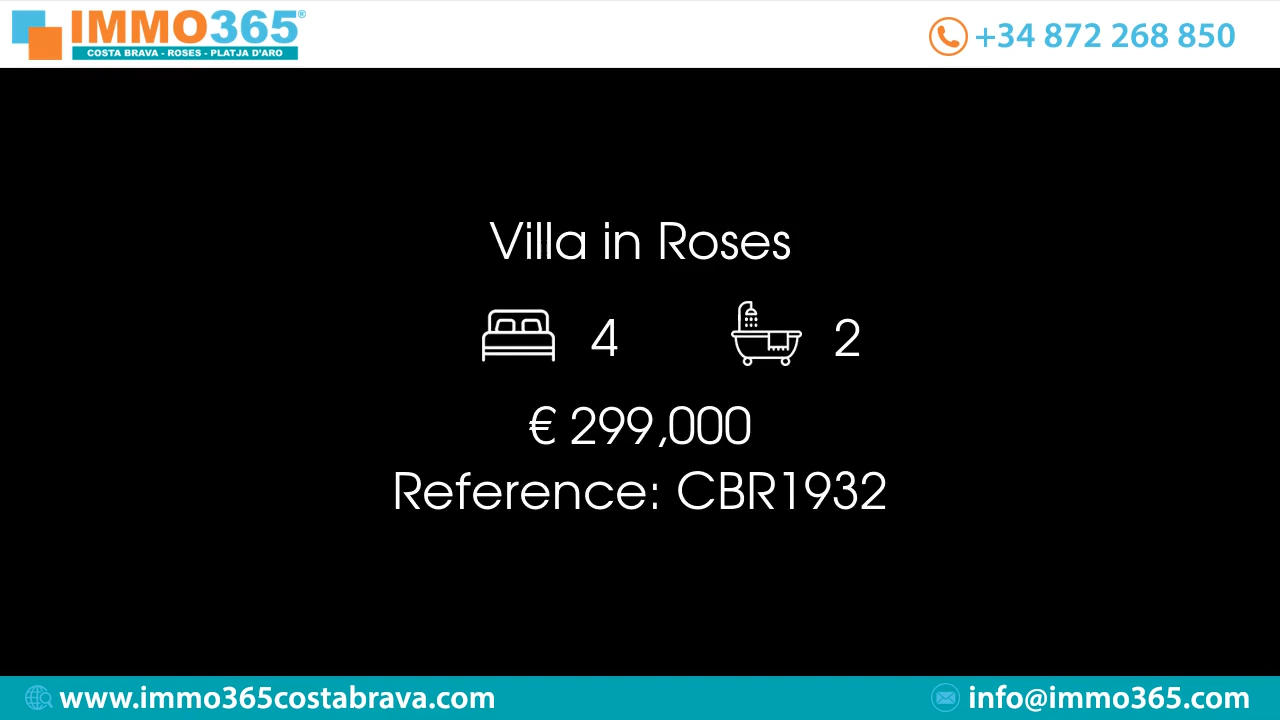 IMMO365®
COSTA BRAVA - ROSES - PLATJA D'ARO
+34 872 268 850
Villa in Roses
4 2
€ 299,000
Reference: CBR1932
www.immo365costabrava.com
info@immo365.com